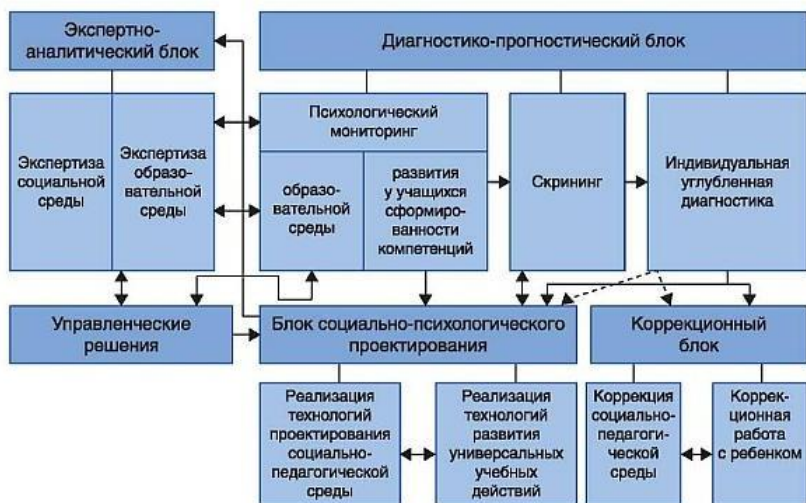 Экспертно-
аналитический блок
Диагностико-прогностический блок
Экспертиза
социальной
среды
Экспертиза
образо-
вательной
среды
Психологический
мониторинг
образо-
вательной
среды
развития
у учащихся
сформиро-
ванности
компетенций
Скрининг
Индивидуальная
углубленная
диагностика
Управленческие
решения
Блок социально-психологического
проектирования
Коррекционный
блок
Реализация
технологий
проектирования
социально-
педагогической
среды
Реализация
технологий
развития
универсальных
учебных
действий
Коррекция
социально-
педагоги-
ческой
среды
Коррек-
ционная
работа
с ребенком